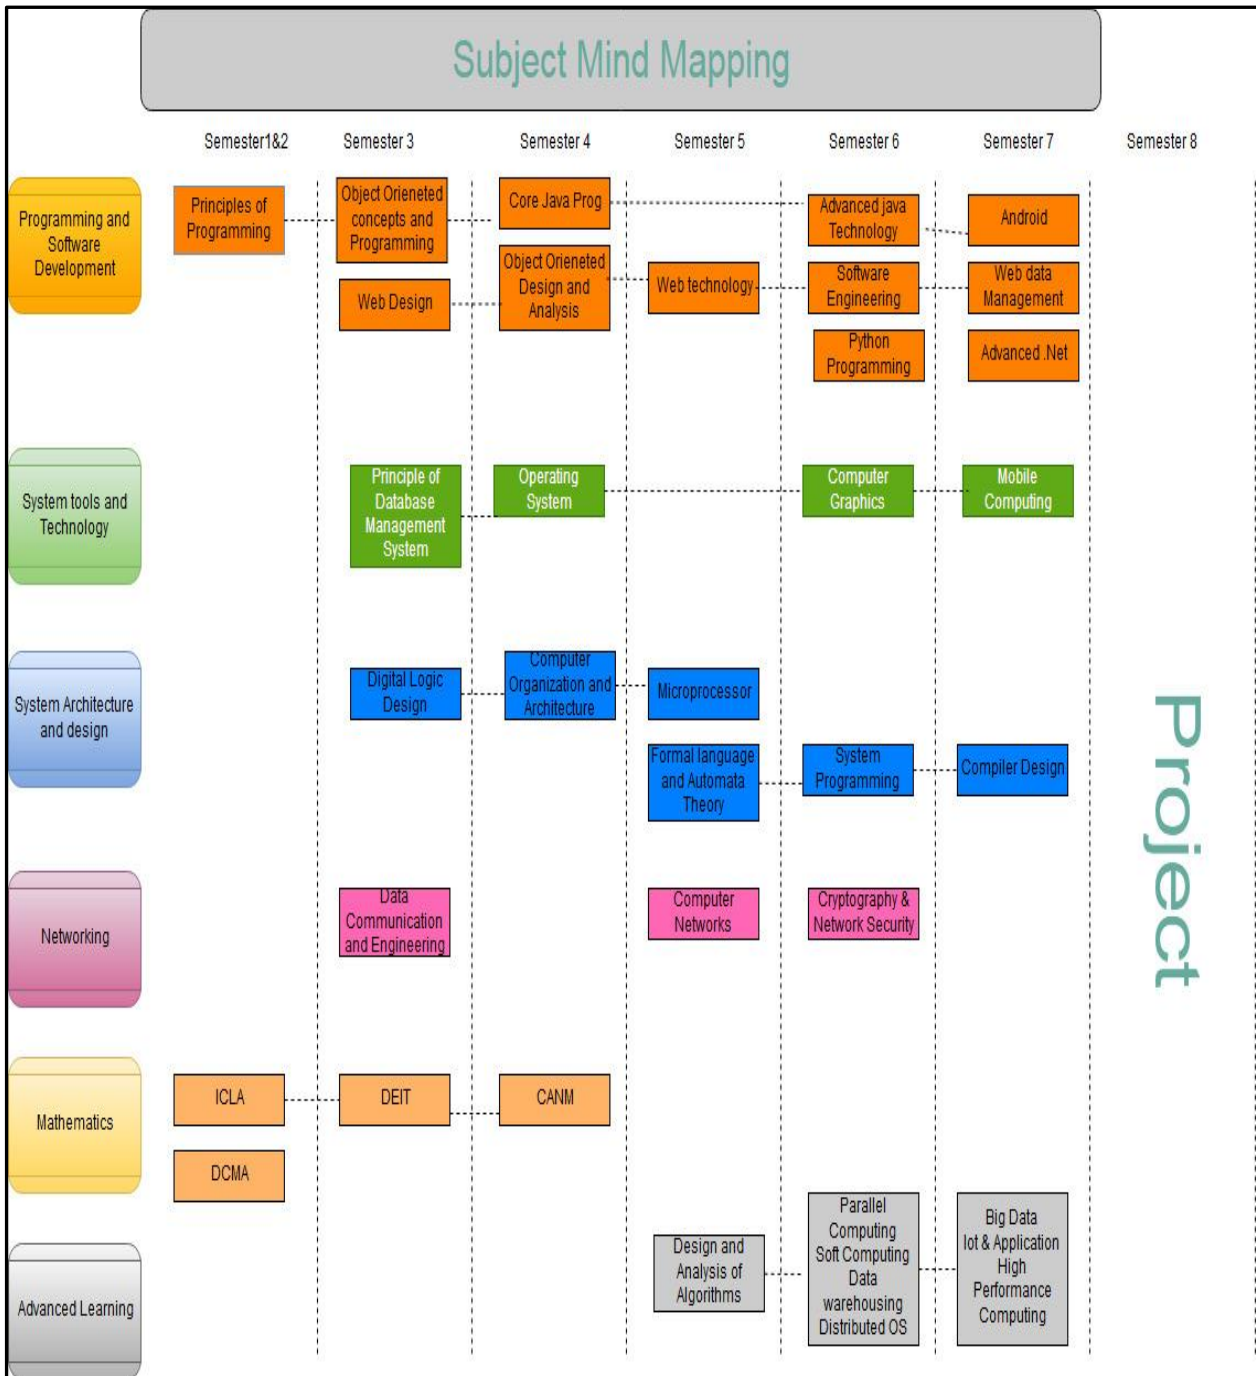 Subject Mind Mapping
Semester1&2
Semester 3
Semester 4
Semester 5
Semester 6
Semester 7
Semester 8
Programming and
Software
Development
Principles of
Programming
Object Orieneted
concepts and
Programming
Core Java Prog
Advanced java
Technology
Android
Web Design
Object Orieneted
Design and
Analysis
Web technology
Software
Engineering
Web data
Management
Python
Programming
Advanced .Net
System tools and
Technology
Principle of
Database
Management
System
Operating
System
Computer
Graphics
Mobile
Computing
System Architecture
and design
Digital Logic
Design
Computer
Organization and
Architecture
Microprocessor
Formal language
and Automata
Theory
System
Programming
Compiler Design
Project
Networking
Data
Communication
and Engineering
Computer
Networks
Cryptography &
Network Security
Mathematics
ICLA
DEIT
CANM
DCMA
Advanced Learning
Design and
Analysis of
Algorithms
Parallel
Computing
Soft Computing
Data
warehousing
Distributed OS
Big Data
Iot & Application
High
Performance
Computing